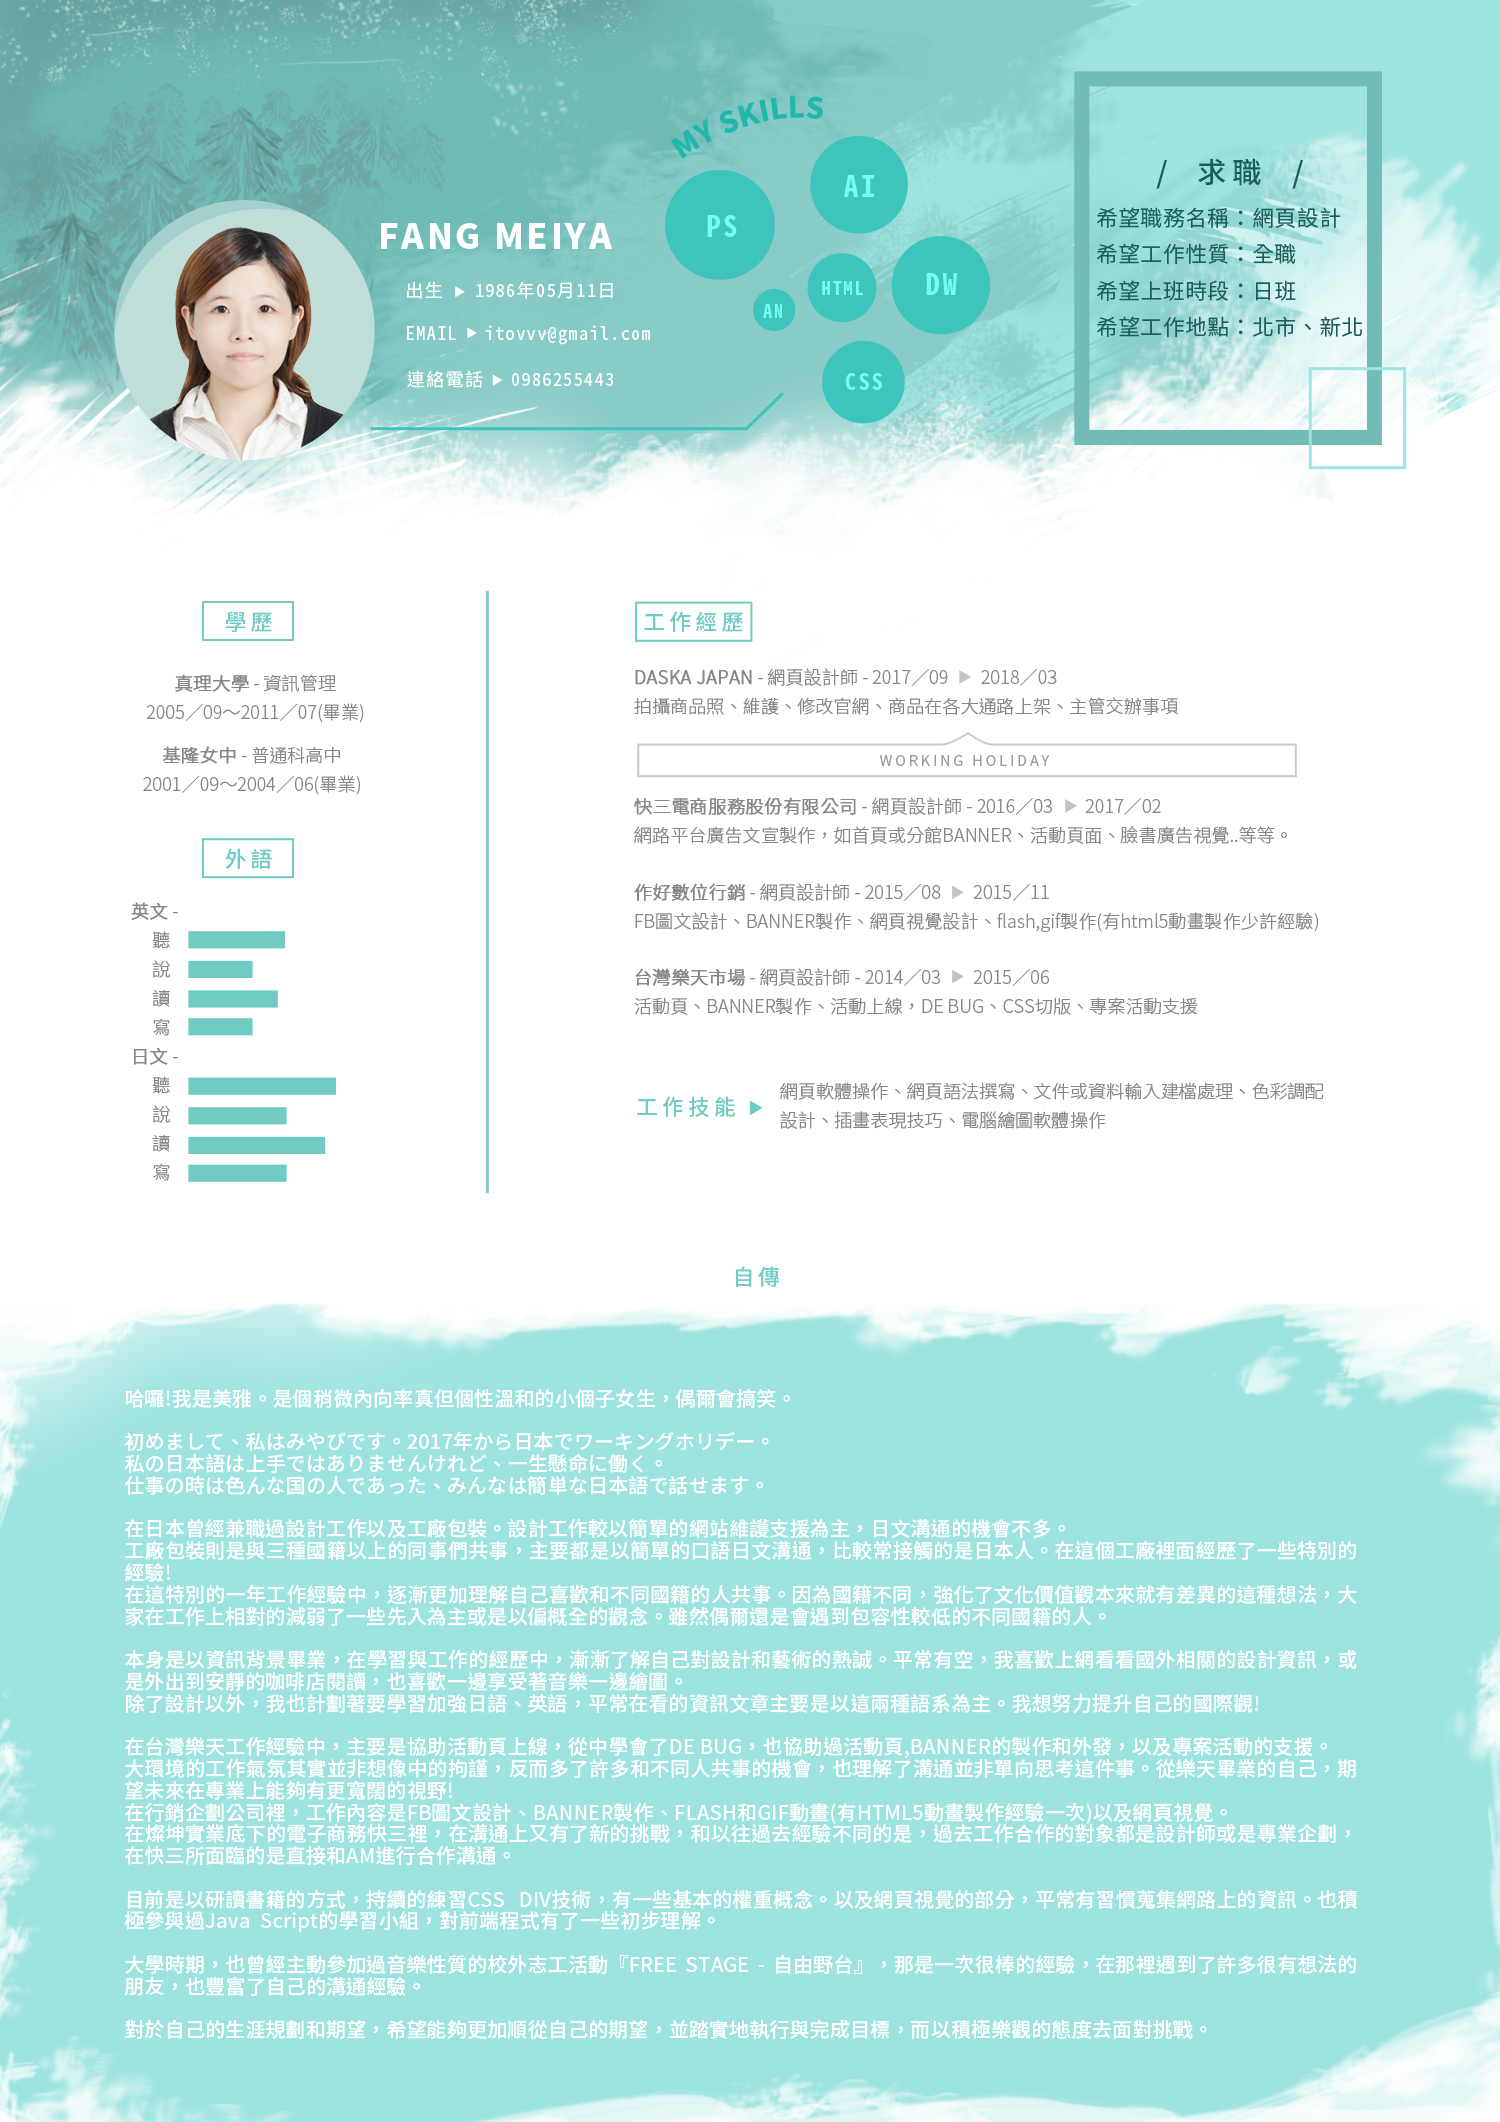 MY SKILLS
PS
AI
AN
HTML
DW
CSS
FANG MEIYA
出生 ▶ 1986年05月11日
EMAIL ▶ itovvv@gmail.com
連絡電話 ▶ 0986255443
/ 求職 /
希望職務名稱：網頁設計
希望工作性質：全職
希望上班時段：日班
希望工作地點：北市、新北
學歷
真理大學 - 資訊管理
2005／09～2011／07(畢業)
基隆女中 - 普通科高中
2001／09～2004／06(畢業)
外語
英文 -
聽
說
讀
寫
日文 -
聽
說
讀
寫
工作經歷
DASKA JAPAN - 網頁設計師 - 2017／09 ▶ 2018／03
拍攝商品照、維護、修改官網、商品在各大通路上架、主管交辦事項
WORKING HOLIDAY
快三電商服務股份有限公司 - 網頁設計師 - 2016／03 ▶ 2017／02
網路平台廣告文宣製作，如首頁或分館BANNER、活動頁面、臉書廣告視覺..等等。
作好數位行銷 - 網頁設計師 - 2015／08 ▶ 2015／11
FB圖文設計、BANNER製作、網頁視覺設計、flash,gif製作(有html5動畫製作少許經驗)
台灣樂天市場 - 網頁設計師 - 2014／03 ▶ 2015／06
活動頁、BANNER製作、活動上線，DE BUG、CSS切版、專案活動支援
工作技能 ▶
網頁軟體操作、網頁語法撰寫、文件或資料輸入建檔處理、色彩調配
設計、插畫表現技巧、電腦繪圖軟體操作
自傳
哈囉!我是美雅。是個稍微內向率真但個性溫和的小個子女生，偶爾會搞笑。
初めまして、私はみやびです。2017年から日本でワーキングホリデー。
私の日本語は上手ではありませんけれど、一生懸命に働く。
仕事の時は色んな国の人であった、みんなは簡単な日本語で話せます。
在日本曾經兼職過設計工作以及工廠包裝。設計工作較以簡單的網站維護支援為主，日文溝通的機會不多。
工廠包裝則是與三種國籍以上的同事們共事，主要都是以簡單的口語日文溝通，比較常接觸的是日本人。在這個工廠裡面經歷了一些特別的
經驗!
在這特別的一年工作經驗中，逐漸更加理解自己喜歡和不同國籍的人共事。因為國籍不同，強化了文化價值觀本來就有差異的這種想法，大
家在工作上相對的減弱了一些先入為主或是以偏概全的觀念。雖然偶爾還是會遇到包容性較低的不同國籍的人。
本身是以資訊背景畢業，在學習與工作的經歷中，漸漸了解自己對設計和藝術的熱誠。平常有空，我喜歡上網看看國外相關的設計資訊，或
是外出到安靜的咖啡店閱讀，也喜歡一邊享受著音樂一邊繪圖。
除了設計以外，我也計劃著要學習加強日語、英語，平常在看的資訊文章主要是以這兩種語系為主。我想努力提升自己的國際觀!
在台灣樂天工作經驗中，主要是協助活動頁上線，從中學會了DE BUG，也協助過活動頁,BANNER的製作和外發，以及專案活動的支援。
大環境的工作氣氛其實並非想像中的拘謹，反而多了許多和不同人共事的機會，也理解了溝通並非單向思考這件事。從樂天畢業的自己，期
望未來在專業上能夠有更寬闊的視野!
在行銷企劃公司裡，工作內容是FB圖文設計、BANNER製作、FLASH和GIF動畫(有HTML5動畫製作經驗一次)以及網頁視覺。
在燦坤實業底下的電子商務快三裡，在溝通上又有了新的挑戰，和以往過去經驗不同的是，過去工作合作的對象都是設計師或是專業企劃，
在快三所面臨的是直接和AM進行合作溝通。
目前是以研讀書籍的方式，持續的練習CSS DIV技術，有一些基本的權重概念。以及網頁視覺的部分，平常有習慣蒐集網路上的資訊。也積
極參與過Java Script的學習小組，對前端程式有了一些初步理解。
大學時期，也曾經主動參加過音樂性質的校外志工活動『FREE STAGE - 自由野台』，那是一次很棒的經驗，在那裡遇到了許多很有想法的
朋友，也豐富了自己的溝通經驗。
對於自己的生涯規劃和期望，希望能夠更加順從自己的期望，並踏實地執行與完成目標，而以積極樂觀的態度去面對挑戰。